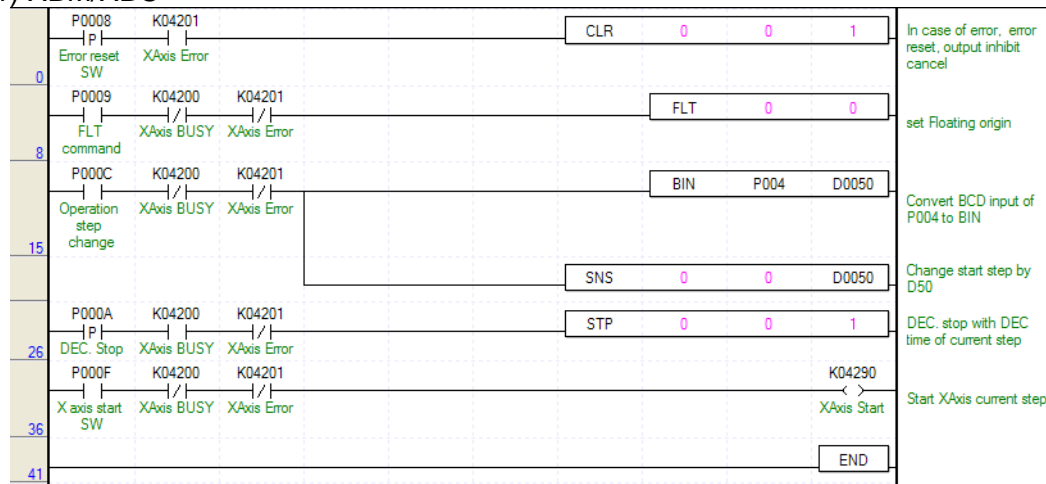 P0008 K04201
P CLR 0 0 1 In case of error, error
reset, output inhibit
cancel
Error reset XAxis Error
SW
0
P0009 K04200 K04201
FLT 0 0
set Floating origin
FLT XAxis BUSY XAxis Error
command
8
P000C K04200 K04201
BIN P004 D0050
Convert BCD input of
P004 to BIN
Operation XAxis BUSY XAxis Error
step
change
15
SNS 0 0 D0050 Change start step by
D50
P000A K04200 K04201
P STP 0 0 1 DEC. stop with DEC
time of current step
DEC. Stop XAxis BUSY XAxis Error
26
P000F K04200 K04201 K04290
Start XAxis current step
X axis start XAxis BUSY XAxis Error XAxis Start
SW
36
END
41